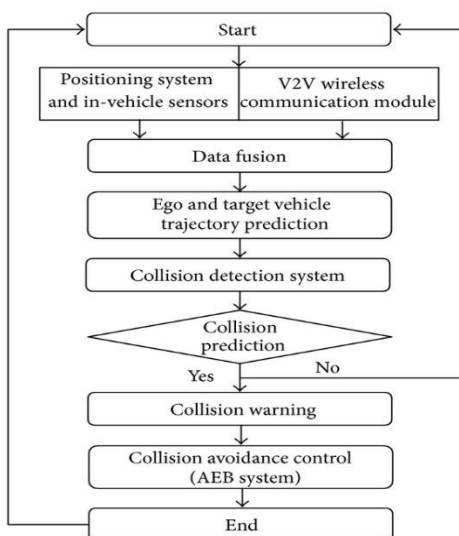 Start
Positioning system
and in-vehicle sensors
V2V wireless
communication module
Data fusion
Ego and target vehicle
trajectory prediction
Collision detection system
Collision
prediction
Yes
No
Collision warning
Collision avoidance control
(AEB system)
End